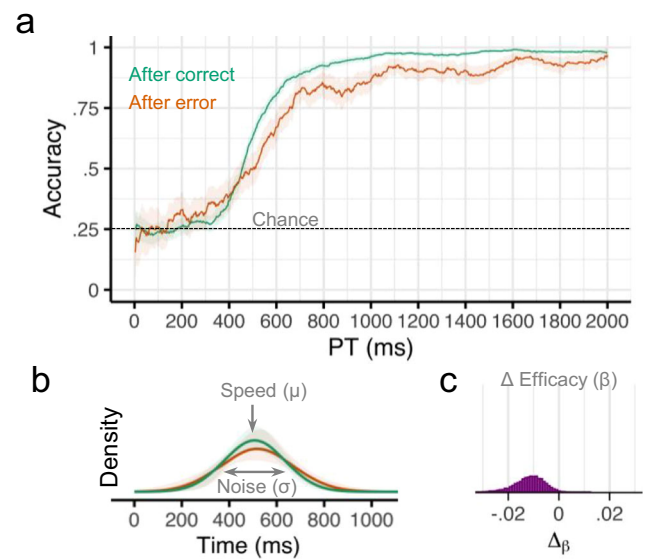 a
Accuracy
1
.75
.5
.25
0
After correct
After error
Chance
0 200 400 600 800 1000 1200 1400 1600 1800 2000
PT (ms)
b
Density
Speed (μ)
Noise (σ)
0 200 400 600 800 1000
Time (ms)
c
Δ Efficacy (β)
-.02 0 .02
Δβ